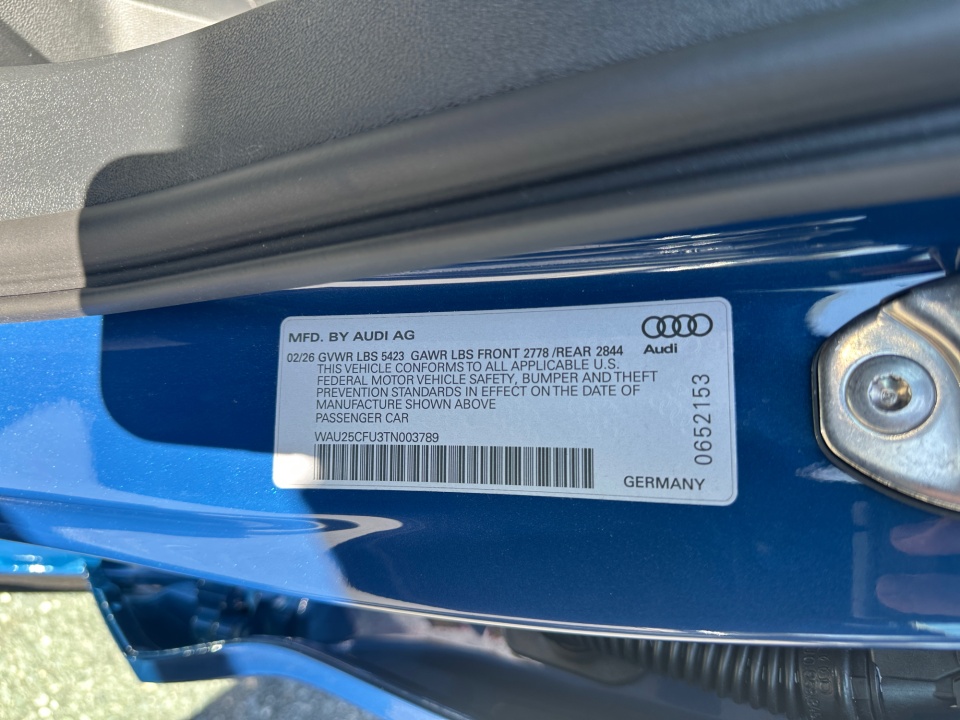 MFD. BY AUDI AG
Audi
02/26 GVWR LBS 5423 GAWR LBS FRONT 2778 /REAR 2844
THIS VEHICLE CONFORMS TO ALL APPLICABLE U.S.
FEDERAL MOTOR VEHICLE SAFETY, BUMPER AND THEFT
PREVENTION STANDARDS IN EFFECT ON THE DATE OF
MANUFACTURE SHOWN ABOVE
PASSENGER CAR
WAU25CFU3TN003789
GERMANY
0652153